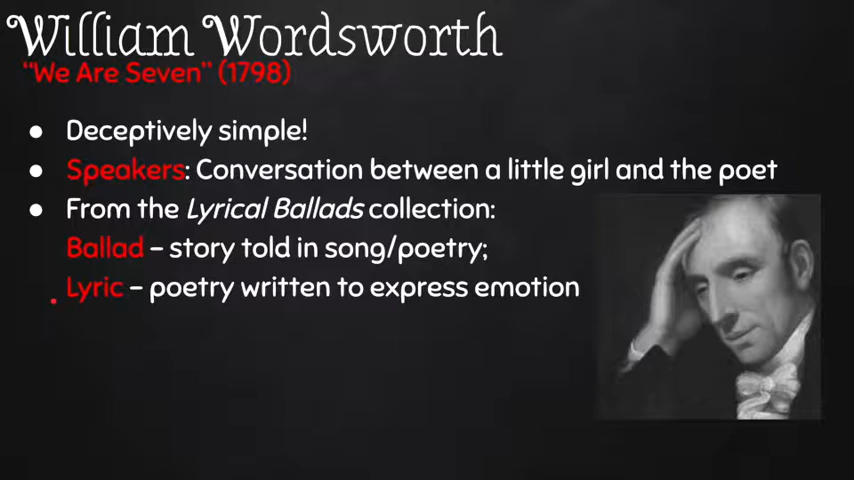 William Wordsworth
"We Are Seven" (1798)
● Deceptively simple!
● Speakers: Conversation between a little girl and the poet
● From the Lyrical Ballads collection:
Ballad – story told in song/poetry;
Lyric – poetry written to express emotion